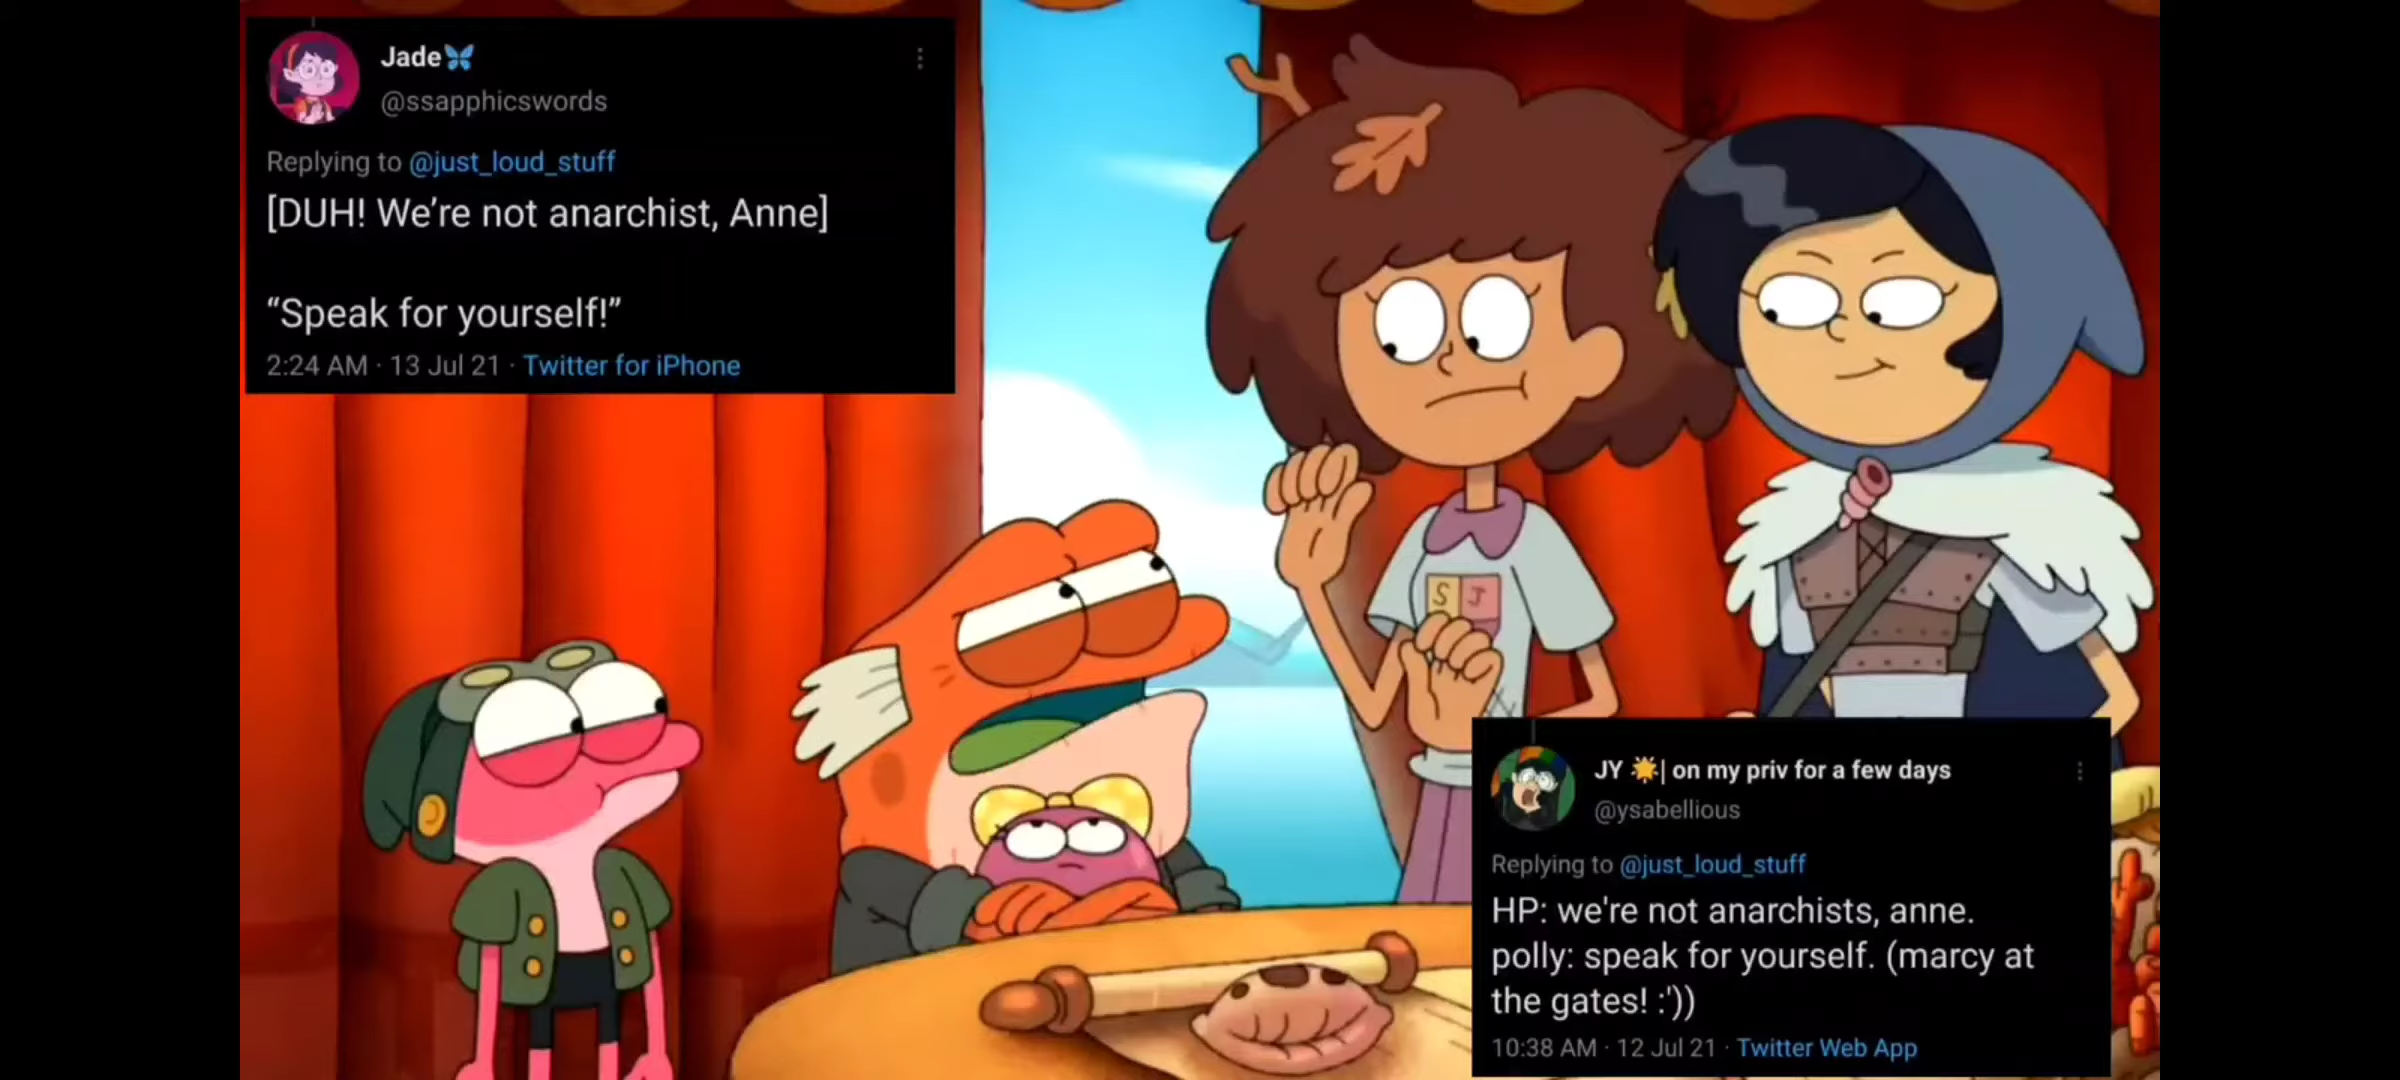 Jade🦋
@ssapphicswords
Replying to @just_loud_stuff
[DUH! We’re not anarchist, Anne]
“Speak for yourself!”
2:24 AM · 13 Jul 21 · Twitter for iPhone
S J
JY 🌟| on my priv for a few days
@ysabellious
Replying to @just_loud_stuff
HP: we're not anarchists, anne.
polly: speak for yourself. (marcy at
the gates! :'))
10:38 AM · 12 Jul 21 · Twitter Web App